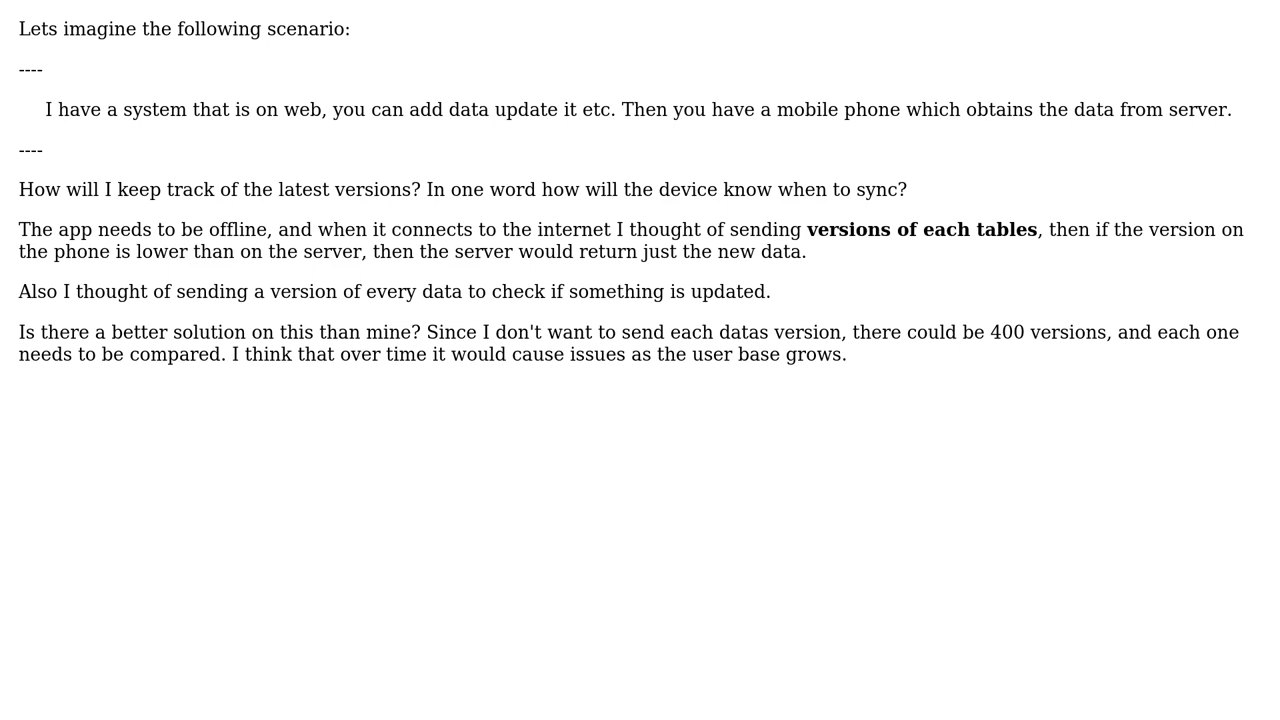 Lets imagine the following scenario:
----
I have a system that is on web, you can add data update it etc. Then you have a mobile phone which obtains the data from server.
----
How will I keep track of the latest versions? In one word how will the device know when to sync?
The app needs to be offline, and when it connects to the internet I thought of sending versions of each tables, then if the version on
the phone is lower than on the server, then the server would return just the new data.
Also I thought of sending a version of every data to check if something is updated.
Is there a better solution on this than mine? Since I don't want to send each datas version, there could be 400 versions, and each one
needs to be compared. I think that over time it would cause issues as the user base grows.